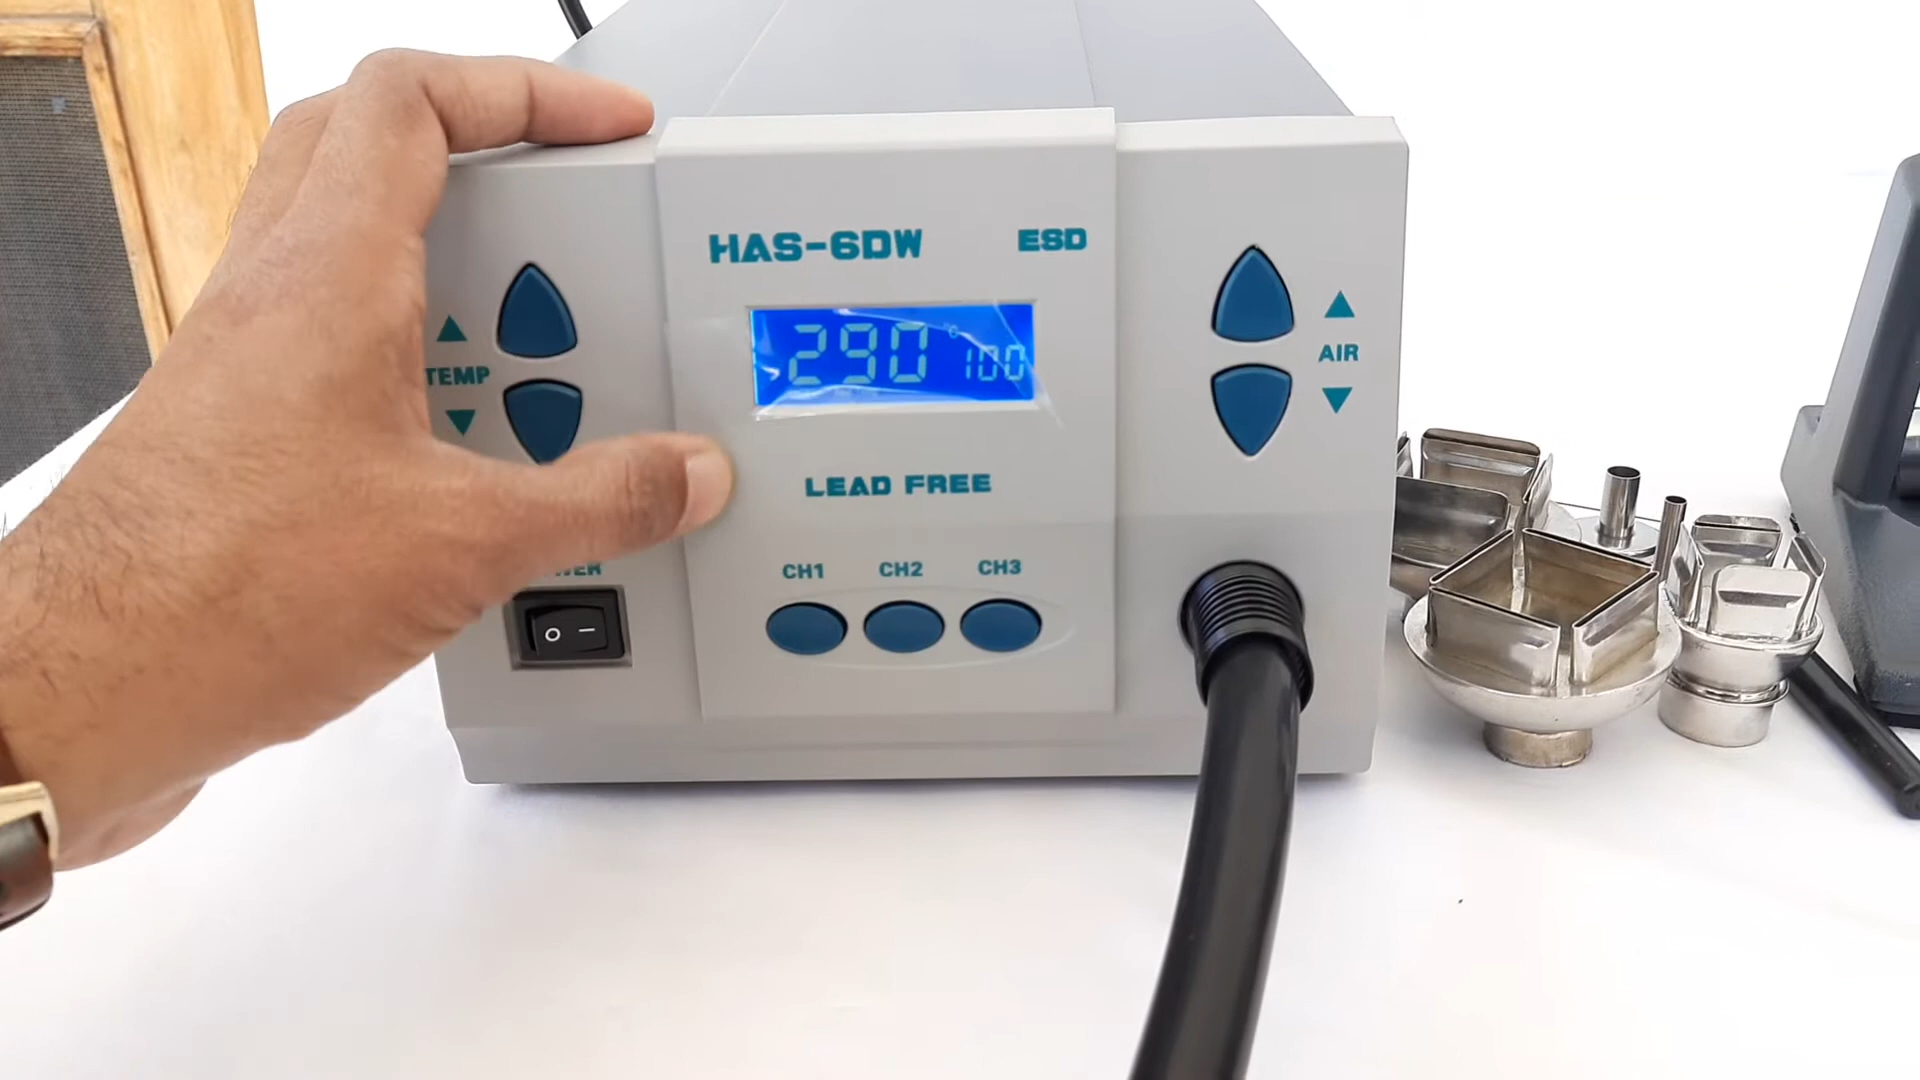 HAS-6DW ESD
290 °C 100
TEMP
AIR
LEAD FREE
CH1 CH2 CH3